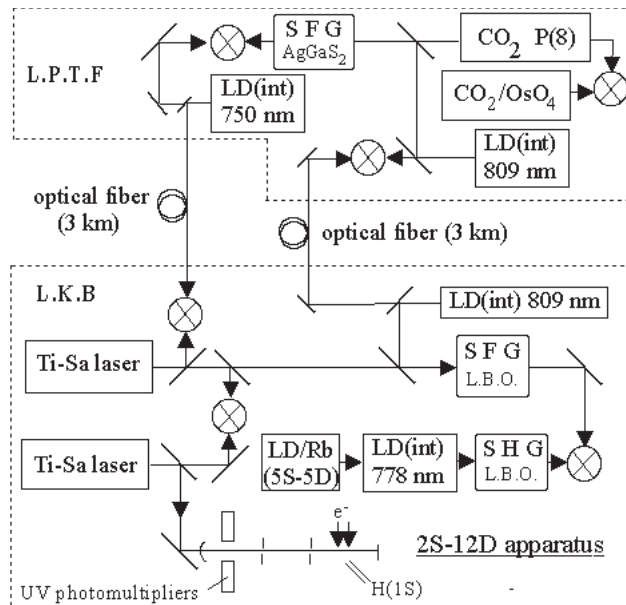 L.P.T.F
S F G
AgGaS2
CO2 P(8)
CO2/OsO4
LD(int)
750 nm
LD(int)
809 nm
optical fiber
(3 km)
optical fiber (3 km)
L.K.B
LD(int) 809 nm
Ti-Sa laser
S F G
L.B.O.
Ti-Sa laser
LD/Rb
(5S-5D)
LD(int)
778 nm
S H G
L.B.O.
e-
2S-12D apparatus
UV photomultipliers
H(1S)